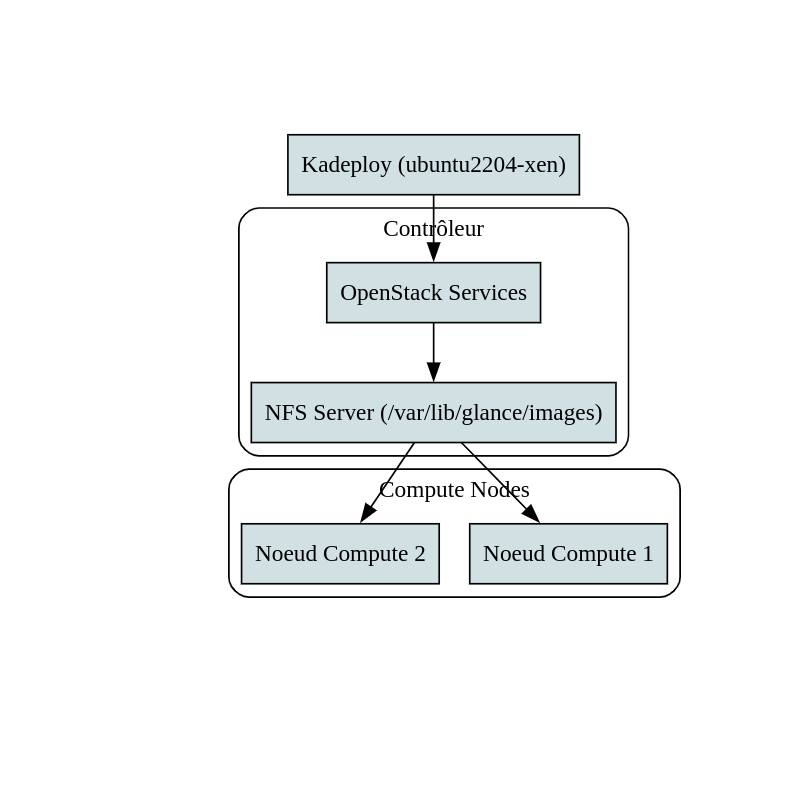 Kadeploy (ubuntu2204-xen)
Contrôleur
OpenStack Services
NFS Server (/var/lib/glance/images)
Compute Nodes
Noeud Compute 2
Noeud Compute 1